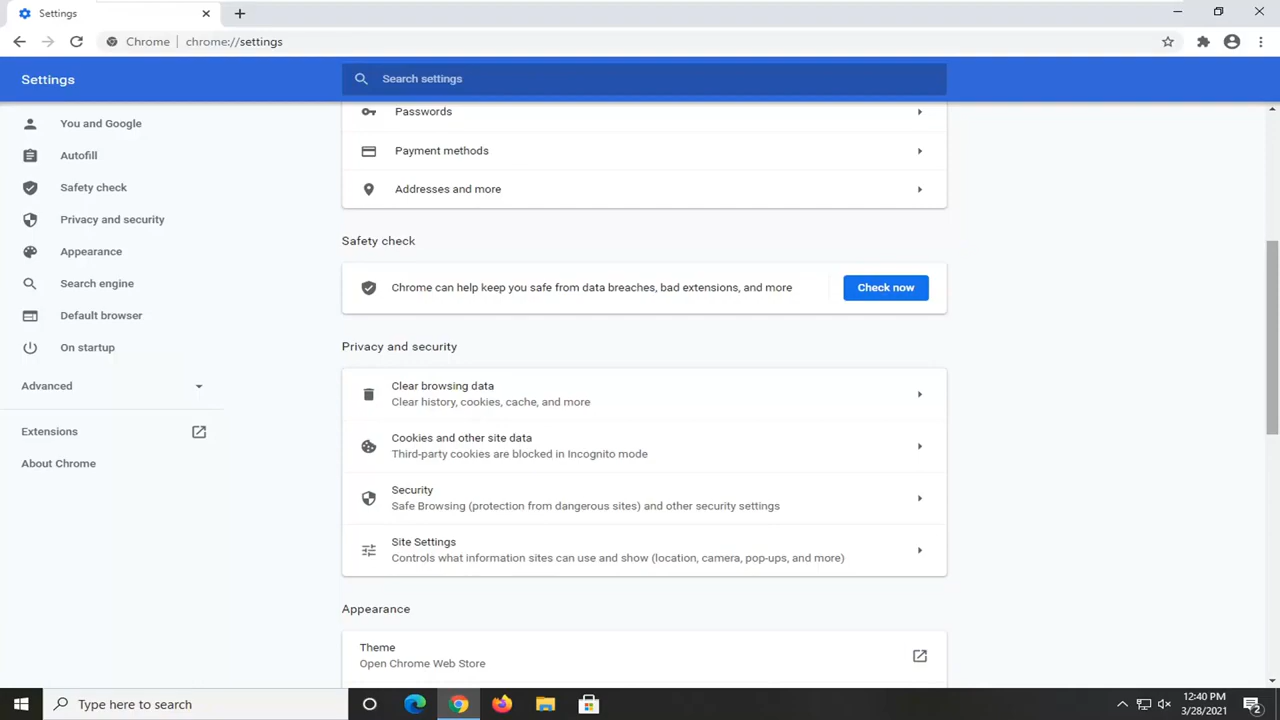 Settings
Chrome
chrome://settings
Settings
Search settings
You and Google
Autofill
Safety check
Privacy and security
Appearance
Search engine
Default browser
On startup
Advanced
Extensions
About Chrome
Passwords
Payment methods
Addresses and more
Safety check
Chrome can help keep you safe from data breaches, bad extensions, and more
Check now
Privacy and security
Clear browsing data
Clear history, cookies, cache, and more
Cookies and other site data
Third-party cookies are blocked in Incognito mode
Security
Safe Browsing (protection from dangerous sites) and other security settings
Site Settings
Controls what information sites can use and show (location, camera, pop-ups, and more)
Appearance
Theme
Open Chrome Web Store
Type here to search
12:40 PM
3/28/2021
2